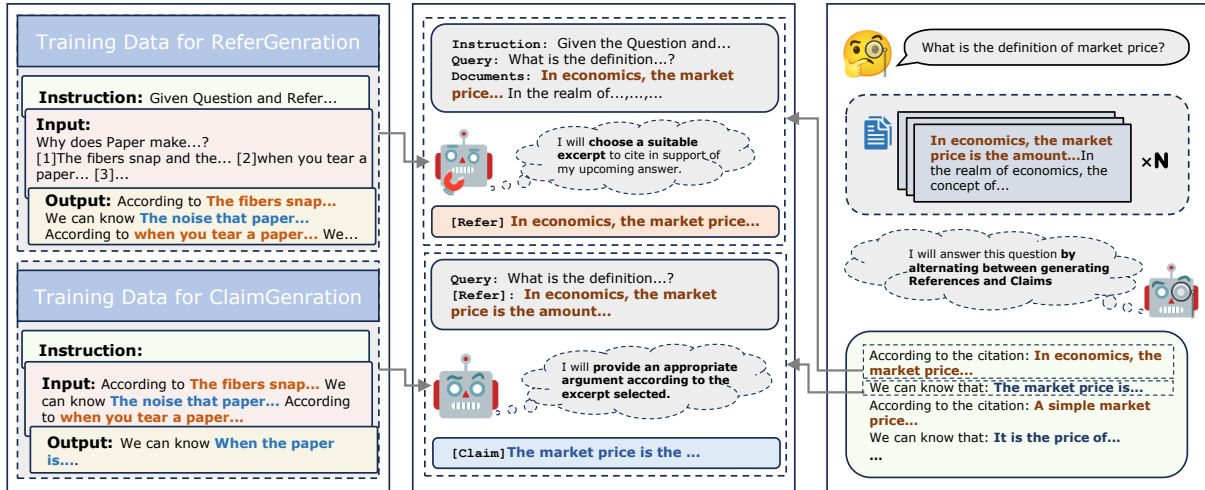 Training Data for ReferGenration
Instruction: Given Question and Refer...
Input:
Why does Paper make...?
[1]The fibers snap and the... [2]when you tear a
paper... [3]...
Output: According to The fibers snap...
We can know The noise that paper...
According to when you tear a paper... We...
Training Data for ClaimGenration
Instruction:
Input: According to The fibers snap... We
can know The noise that paper... According
to when you tear a paper...
Output: We can know When the paper
is....
Instruction: Given the Question and...
Query: What is the definition...?
Documents: In economics, the market
price... In the realm of...,...,...
I will choose a suitable
excerpt to cite in support of
my upcoming answer.
[Refer] In economics, the market price...
Query: What is the definition...?
[Refer]: In economics, the market
price is the amount...
I will provide an appropriate
argument according to the
excerpt selected.
[Claim]The market price is the ...
What is the definition of market price?
In economics, the market
price is the amount...In
the realm of economics, the
concept of...
×N
I will answer this question by
alternating between generating
References and Claims
According to the citation: In economics, the
market price...
We can know that: The market price is...
According to the citation: A simple market
price...
We can know that: It is the price of...
...